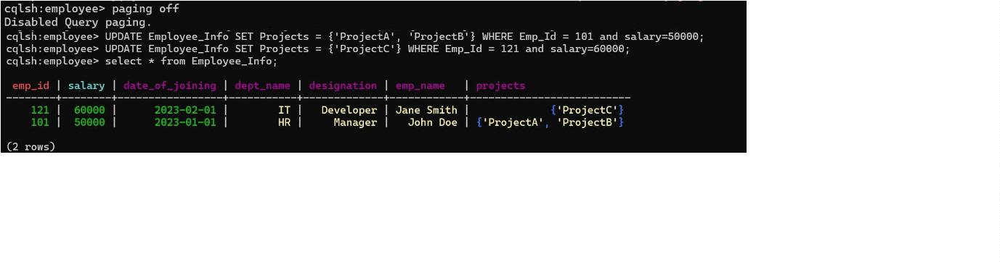 cqlsh:employee> paging off
Disabled Query paging.
cqlsh:employee> UPDATE Employee_Info SET Projects = {'ProjectA', 'ProjectB'} WHERE Emp_Id = 101 and salary=50000;
cqlsh:employee> UPDATE Employee_Info SET Projects = {'ProjectC'} WHERE Emp_Id = 121 and salary=60000;
cqlsh:employee> select * from Employee_Info;
emp_id | salary | date_of_joining | dept_name | designation | emp_name | projects
--------+--------+-----------------+-----------+-------------+------------+--------------------------
121 | 60000 | 2023-02-01 | IT | Developer | Jane Smith | {'ProjectC'}
101 | 50000 | 2023-01-01 | HR | Manager | John Doe | {'ProjectA', 'ProjectB'}
(2 rows)